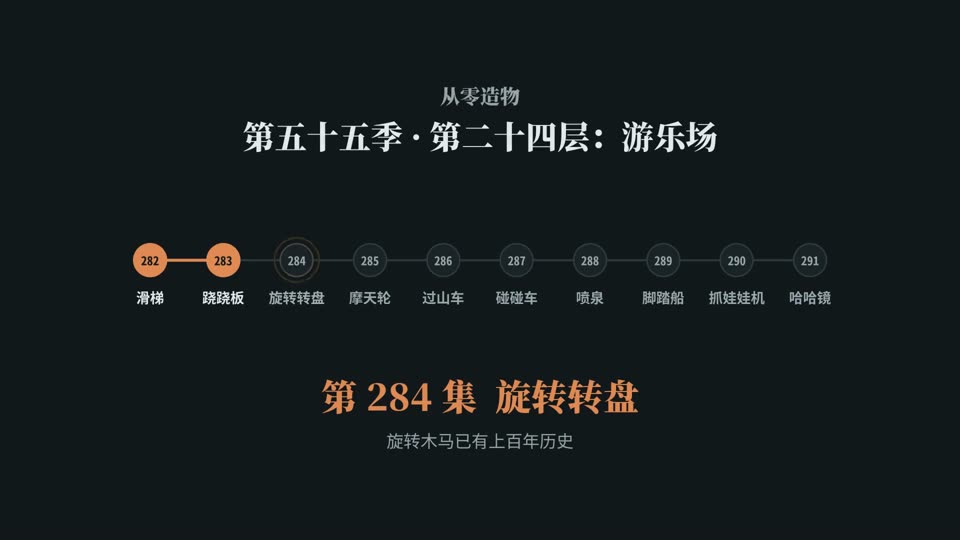 从零造物
第五十五季 · 第二十四层：游乐场
282 283 284 285 286 287 288 289 290 291
滑梯 跷跷板 旋转转盘 摩天轮 过山车 碰碰车 喷泉 脚踏船 抓娃娃机 哈哈镜
第 284 集 旋转转盘
旋转木马已有上百年历史